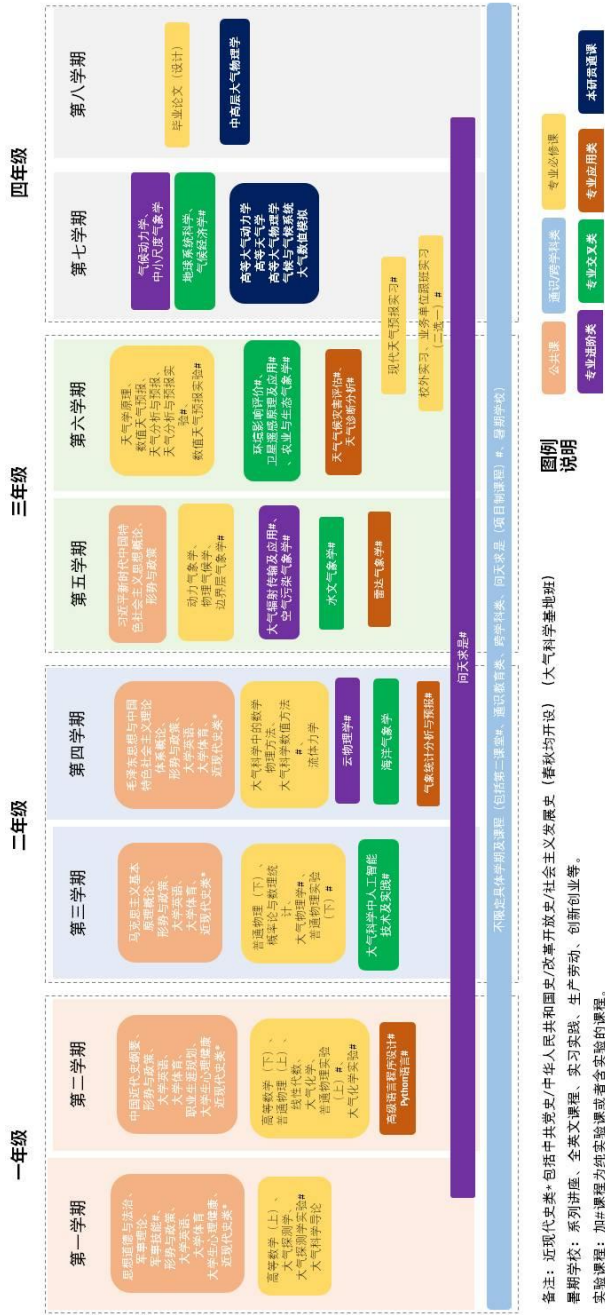 一年级
二年级
三年级
四年级
第一学期
第二学期
第三学期
第四学期
第五学期
第六学期
第七学期
第八学期
思想道德与法治、
军事理论、
军事技能#、
形势与政策、
大学英语、
大学体育
大学生心理健康、
近现代史类*
高等数学（上）、
大气探测学、
大气探测学实验#
大气科学导论
中国近代史纲要、
形势与政策、
大学英语、
大学体育、
职业生涯规划、
大学生心理健康
近现代史类*
高等数学（下）、
普通物理（上）、
线性代数、
大气化学、
普通物理实验
（上）#、
大气化学实验#
高级语言程序设计#
Python语言#
马克思主义基本
原理概论、
形势与政策、
大学英语、
大学体育、
近现代史类*
普通物理（下）、
概率论与数理统
计、
大气物理学#、
普通物理实验
（下）#
大气科学中人工智能
技术及实践#
毛泽东思想与中国
特色社会主义理论
体系概论、
形势与政策、
大学英语、
大学体育、
近现代史类*
大气科学中的数学
物理方法、
大气科学数值方法
#、
流体力学
云物理学#
海洋气象学
气象统计分析与预报#
习近平新时代中国特
色社会主义思想概论、
形势与政策
动力气象学、
物理气候学、
边界层气象学#
大气辐射传输及应用#、
空气污染气象学#
水文气象学#
雷达气象学#
天气学原理、
数值天气预报、
天气分析与预报、
天气分析与预报实
验#、
数值天气预报实验#
环境影响评价#、
卫星遥感原理及应用#
、农业与生态气象学#
天气气候灾害评估#、
天气诊断分析#
气候动力学、
中小尺度气象学
地球系统科学、
气候经济学#
高等大气动力学
高等天气学
高等大气物理学
气候与气候系统
大气数值模拟
现代天气预报实习#
校外实习、业务单位跟班实习
（二选一）#
毕业论文（设计）
中高层大气物理学
问天求是#
不限定具体学期及课程（包括第二课堂#、通识教育类、跨学科类、问天求是（项目制课程）#、暑期学校）
备注：近现代史类*包括中共党史/中华人民共和国史/改革开放史/社会主义发展史（春秋均开设）（大气科学基地班）
暑期学校：系列讲座、全英文课程、实习实践、生产劳动、创新创业等。
实验课程：加#课程为纯实验课或者含实验的课程。
图例
说明
公共课
通识/跨学科类
专业必修课
专业进阶类
专业交叉类
专业应用类
本研贯通课